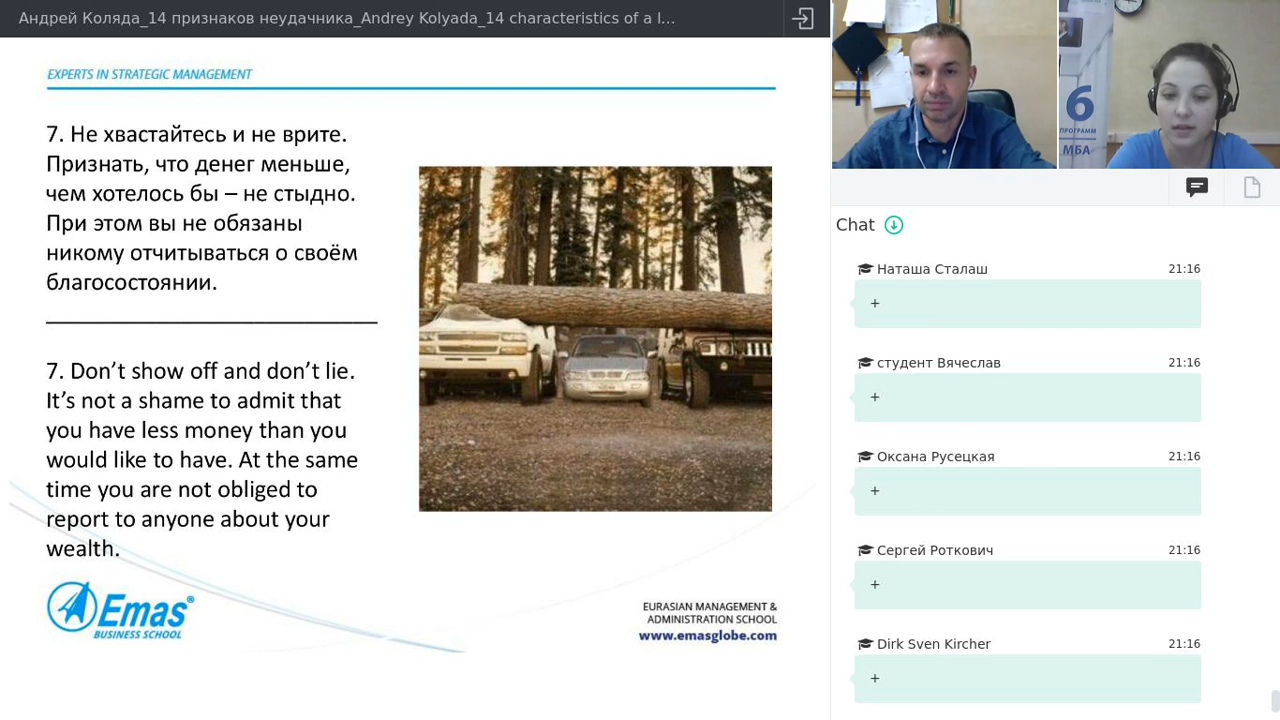 Андрей Коляда_14 признаков неудачника_Andrey Kolyada_14 characteristics of a l...
EXPERTS IN STRATEGIC MANAGEMENT
7. Не хвастайтесь и не врите.
Признать, что денег меньше,
чем хотелось бы – не стыдно.
При этом вы не обязаны
никому отчитываться о своём
благосостоянии.
7. Don’t show off and don’t lie.
It’s not a shame to admit that
you have less money than you
would like to have. At the same
time you are not obliged to
report to anyone about your
wealth.
Emas®
BUSINESS SCHOOL
EURASIAN MANAGEMENT &
ADMINISTRATION SCHOOL
www.emasglobe.com
6
ПРОГРАММ
МБА
Chat
Наташа Сталаш 21:16
+
студент Вячеслав 21:16
+
Оксана Русецкая 21:16
+
Сергей Роткович 21:16
+
Dirk Sven Kircher 21:16
+